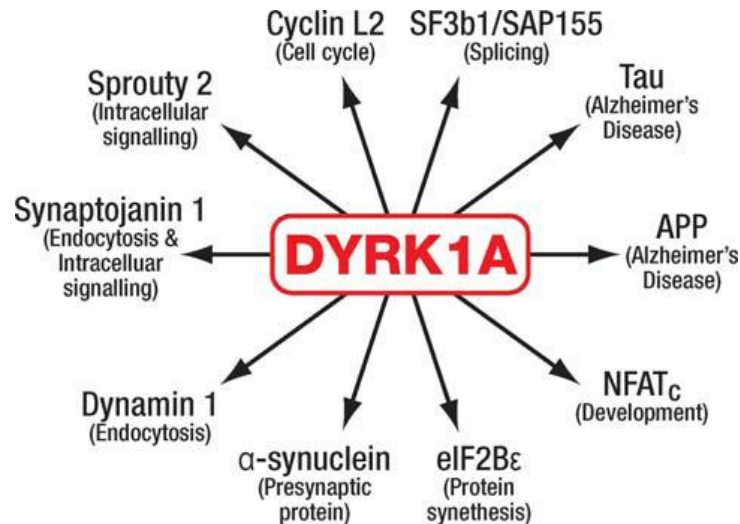 Cyclin L2
(Cell cycle)
SF3b1/SAP155
(Splicing)
Sprouty 2
(Intracellular
signalling)
Tau
(Alzheimer's
Disease)
Synaptojanin 1
(Endocytosis &
Intracelluar
signalling)
DYRK1A
APP
(Alzheimer's
Disease)
Dynamin 1
(Endocytosis)
NFATc
(Development)
α-synuclein
(Presynaptic
protein)
eIF2Bε
(Protein
synethesis)